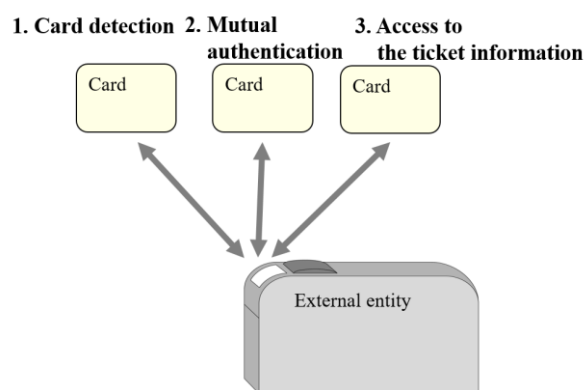 1. Card detection
2. Mutual
authentication
3. Access to
the ticket information
Card
Card
Card
External entity